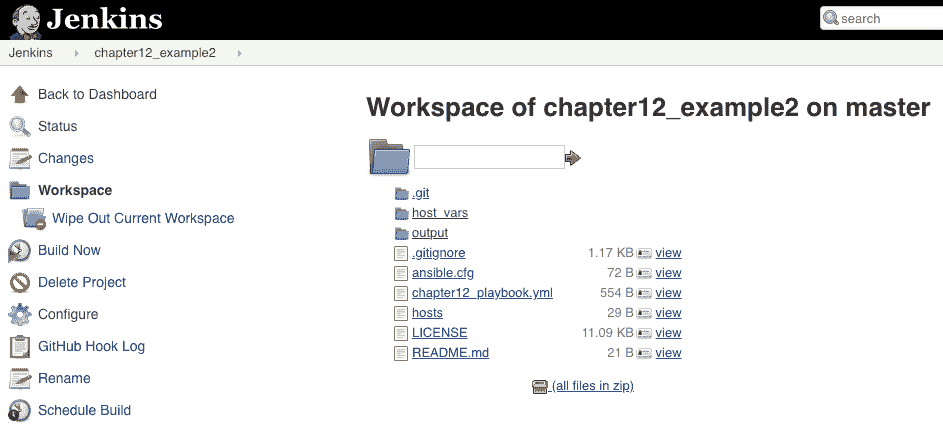 Jenkins
search
Jenkins chapter12_example2
Back to Dashboard
Status
Changes
Workspace
Wipe Out Current Workspace
Build Now
Delete Project
Configure
GitHub Hook Log
Rename
Schedule Build
Workspace of chapter12_example2 on master
.git
host_vars
output
.gitignore 1.17 KB view
ansible.cfg 72 B view
chapter12_playbook.yml 554 B view
hosts 29 B view
LICENSE 11.09 KB view
README.md 21 B view
(all files in zip)